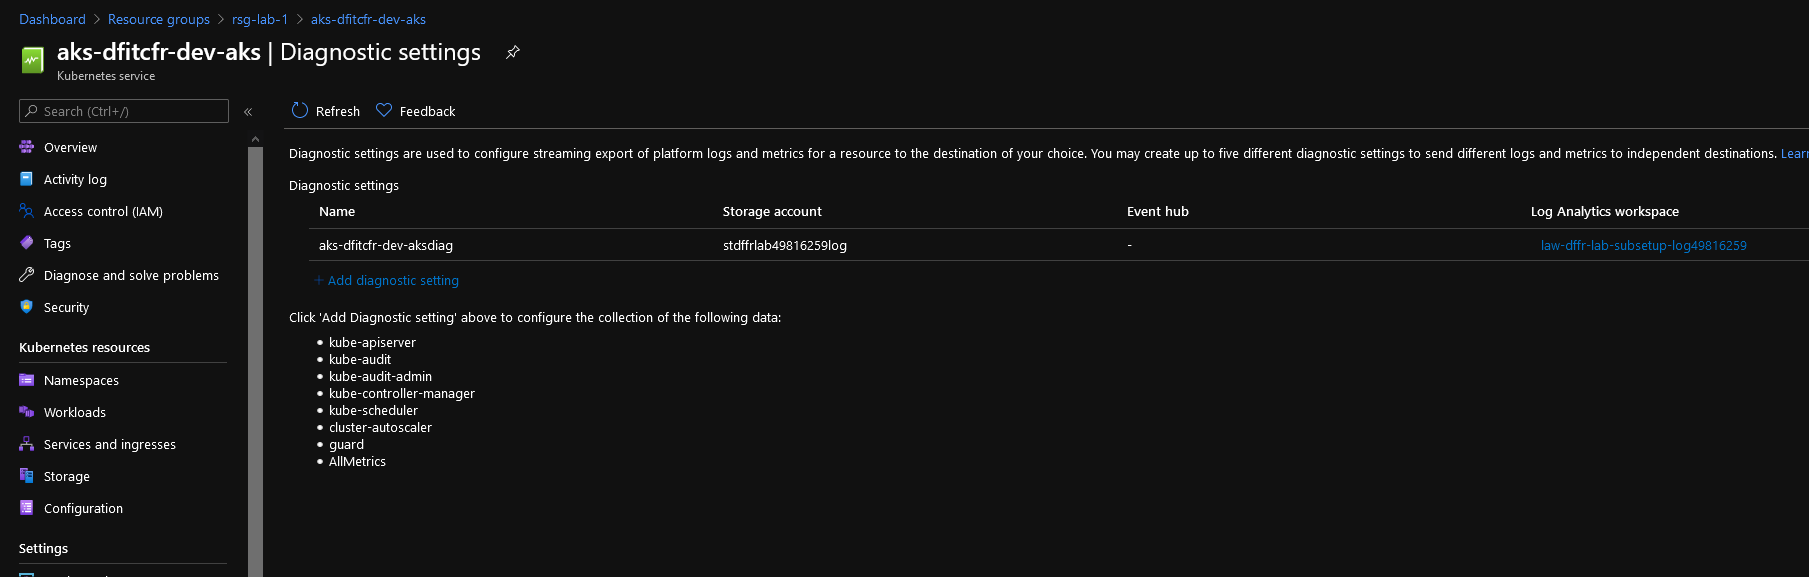 Dashboard > Resource groups > rsg-lab-1 > aks-dfitcfr-dev-aks
aks-dfitcfr-dev-aks | Diagnostic settings
Kubernetes service
Search (Ctrl+/)
«
Refresh
Feedback
Overview
Activity log
Access control (IAM)
Tags
Diagnose and solve problems
Security
Kubernetes resources
Namespaces
Workloads
Services and ingresses
Storage
Configuration
Settings
Diagnostic settings are used to configure streaming export of platform logs and metrics for a resource to the destination of your choice. You may create up to five different diagnostic settings to send different logs and metrics to independent destinations. Learn
Diagnostic settings
Name Storage account Event hub Log Analytics workspace
aks-dfitcfr-dev-aksdiag stdffrlab49816259log - law-dffr-lab-subsetup-log49816259
+ Add diagnostic setting
Click 'Add Diagnostic setting' above to configure the collection of the following data:
• kube-apiserver
• kube-audit
• kube-audit-admin
• kube-controller-manager
• kube-scheduler
• cluster-autoscaler
• guard
• AllMetrics